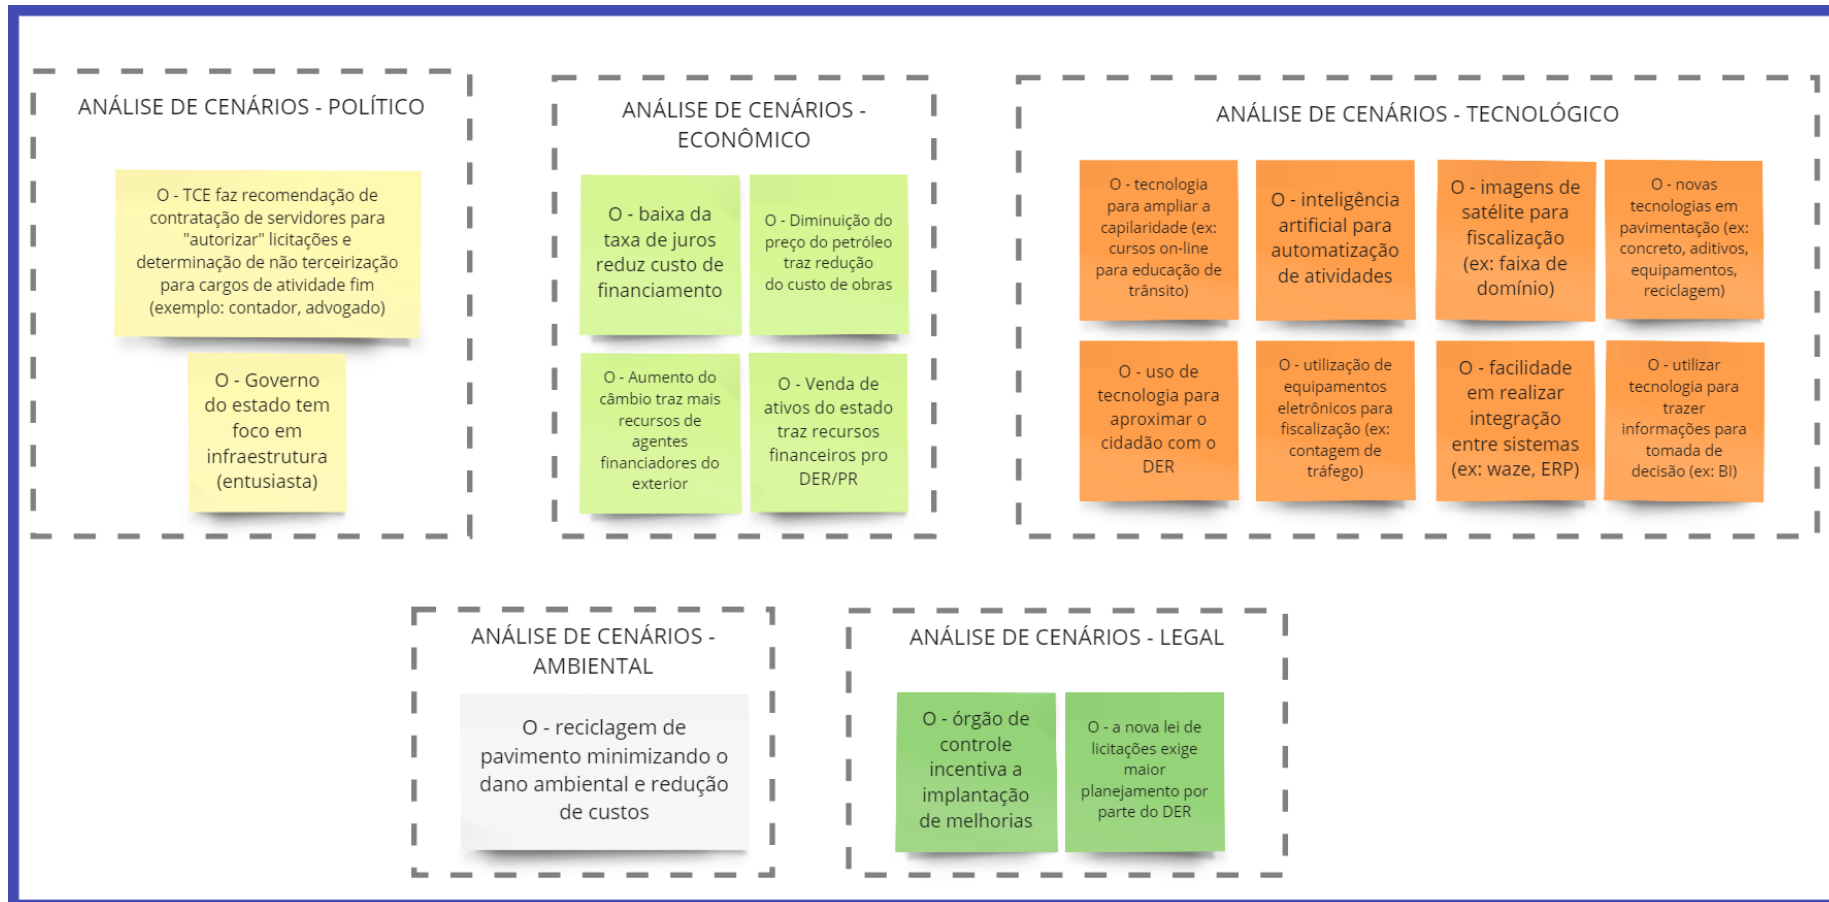 ANÁLISE DE CENÁRIOS - POLÍTICO
O - TCE faz recomendação de
contratação de servidores para
"autorizar" licitações e
determinação de não terceirização
para cargos de atividade fim
(exemplo: contador, advogado)
O - Governo
do estado tem
foco em
infraestrutura
(entusiasta)
ANÁLISE DE CENÁRIOS -
ECONÔMICO
O - baixa da
taxa de juros
reduz custo de
financiamento
O - Diminuição do
preço do petróleo
traz redução
do custo de obras
O - Aumento do
câmbio traz mais
recursos de
agentes
financiadores do
exterior
O - Venda de
ativos do estado
traz recursos
financeiros pro
DER/PR
ANÁLISE DE CENÁRIOS - TECNOLÓGICO
O - tecnologia
para ampliar a
capilaridade (ex:
cursos on-line
para educação de
trânsito)
O - inteligência
artificial para
automatização
de atividades
O - imagens de
satélite para
fiscalização
(ex: faixa de
domínio)
O - novas
tecnologias em
pavimentação (ex:
concreto, aditivos,
equipamentos,
reciclagem)
O - uso de
tecnologia para
aproximar o
cidadão com o
DER
O - utilização de
equipamentos
eletrônicos para
fiscalização (ex:
contagem de
tráfego)
O - facilidade
em realizar
integração
entre sistemas
(ex: waze, ERP)
O - utilizar
tecnologia para
trazer
informações para
tomada de
decisão (ex: BI)
ANÁLISE DE CENÁRIOS -
AMBIENTAL
O - reciclagem de
pavimento minimizando o
dano ambiental e redução
de custos
ANÁLISE DE CENÁRIOS - LEGAL
O - órgão de
controle
incentiva a
implantação
de melhorias
O - a nova lei de
licitações exige
maior
planejamento por
parte do DER